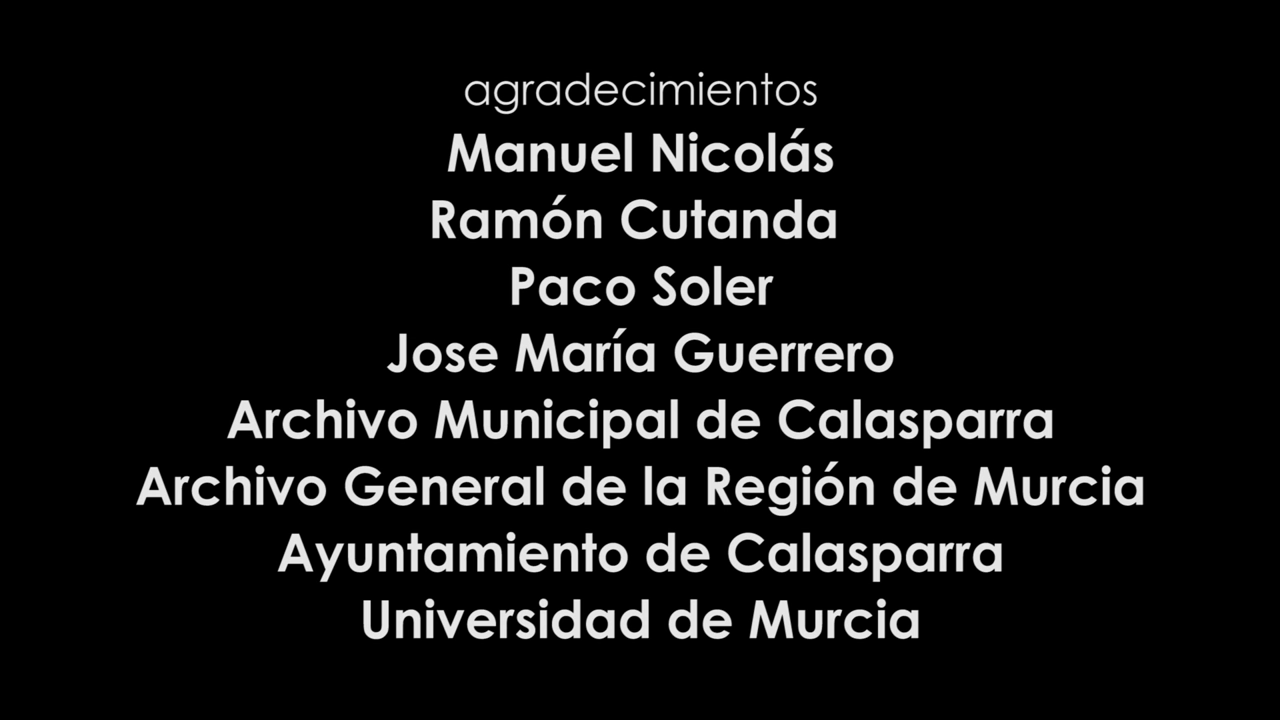 agradecimientos
Manuel Nicolás
Ramón Cutanda
Paco Soler
Jose María Guerrero
Archivo Municipal de Calasparra
Archivo General de la Región de Murcia
Ayuntamiento de Calasparra
Universidad de Murcia